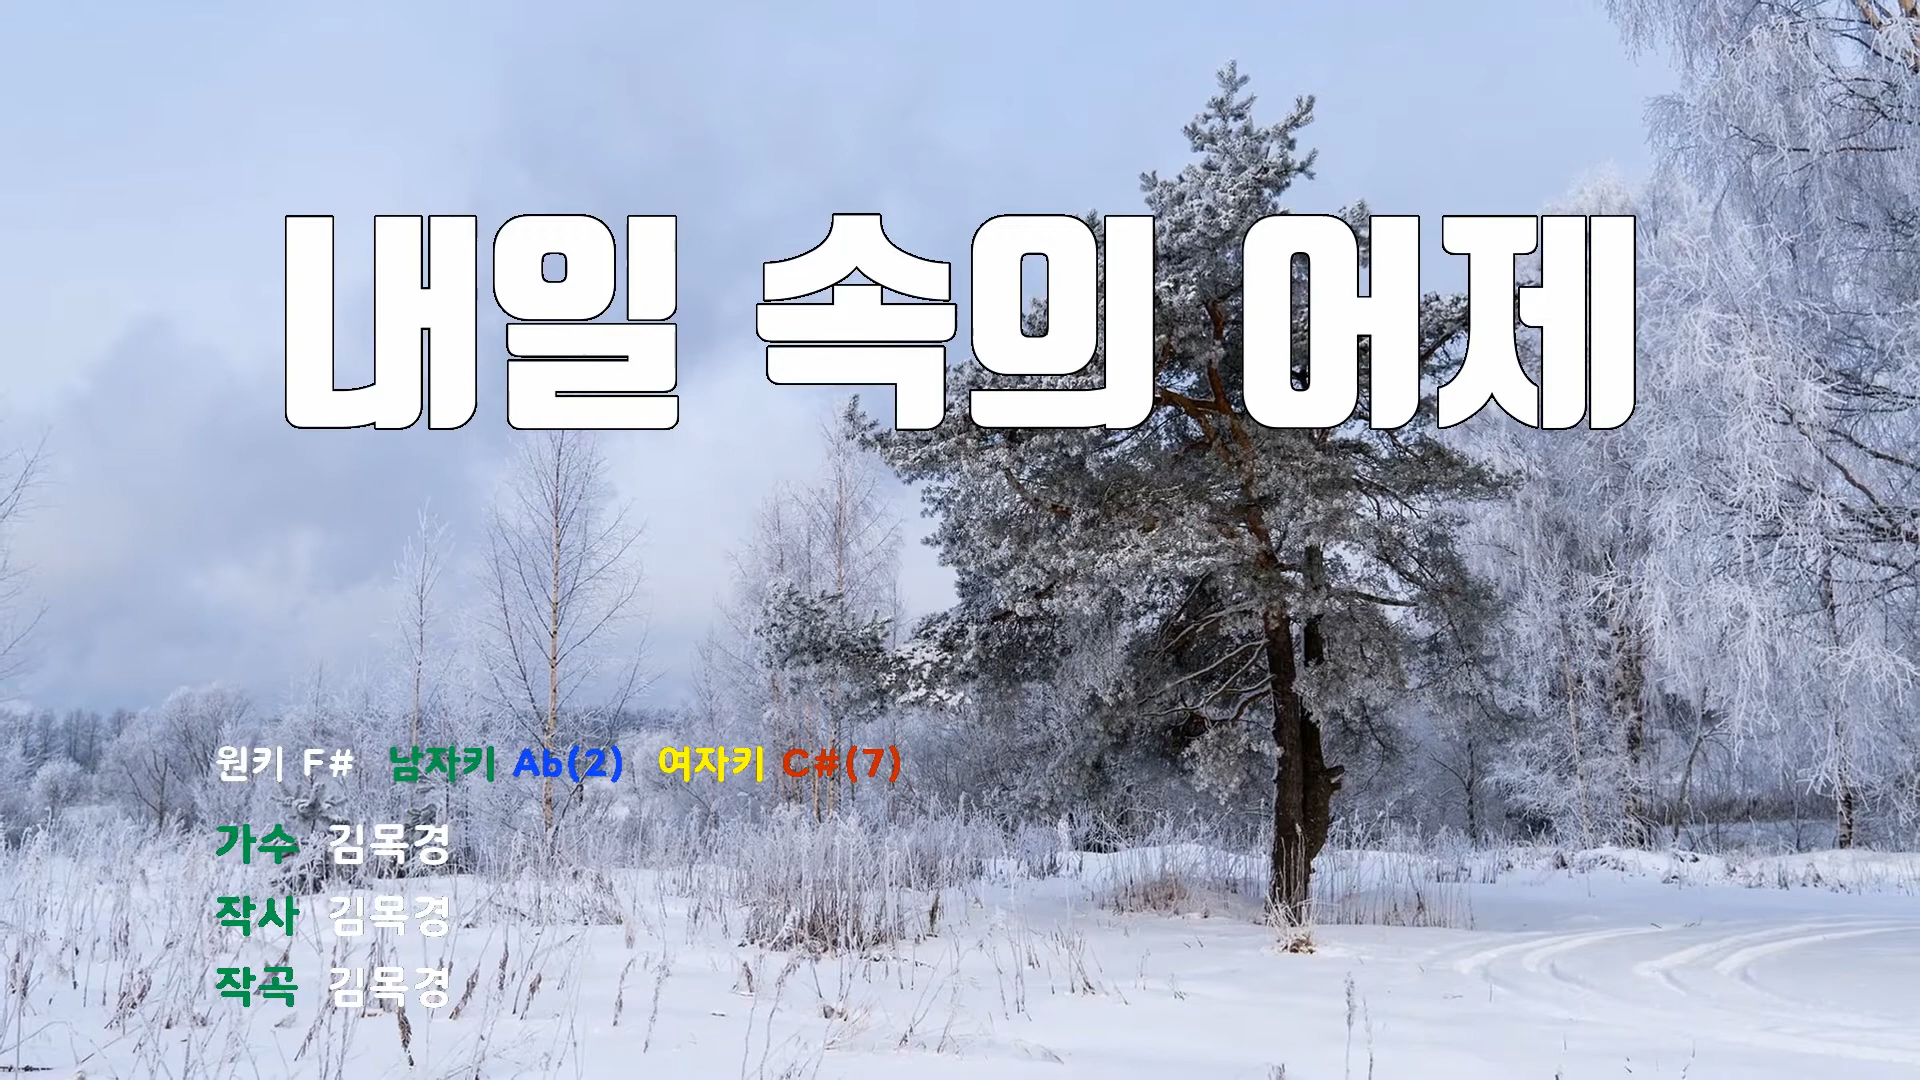 내일 속의 어제
원키 F# 남자키 Ab(2) 여자키 C#(7)
가수 김목경
작사 김목경
작곡 김목경